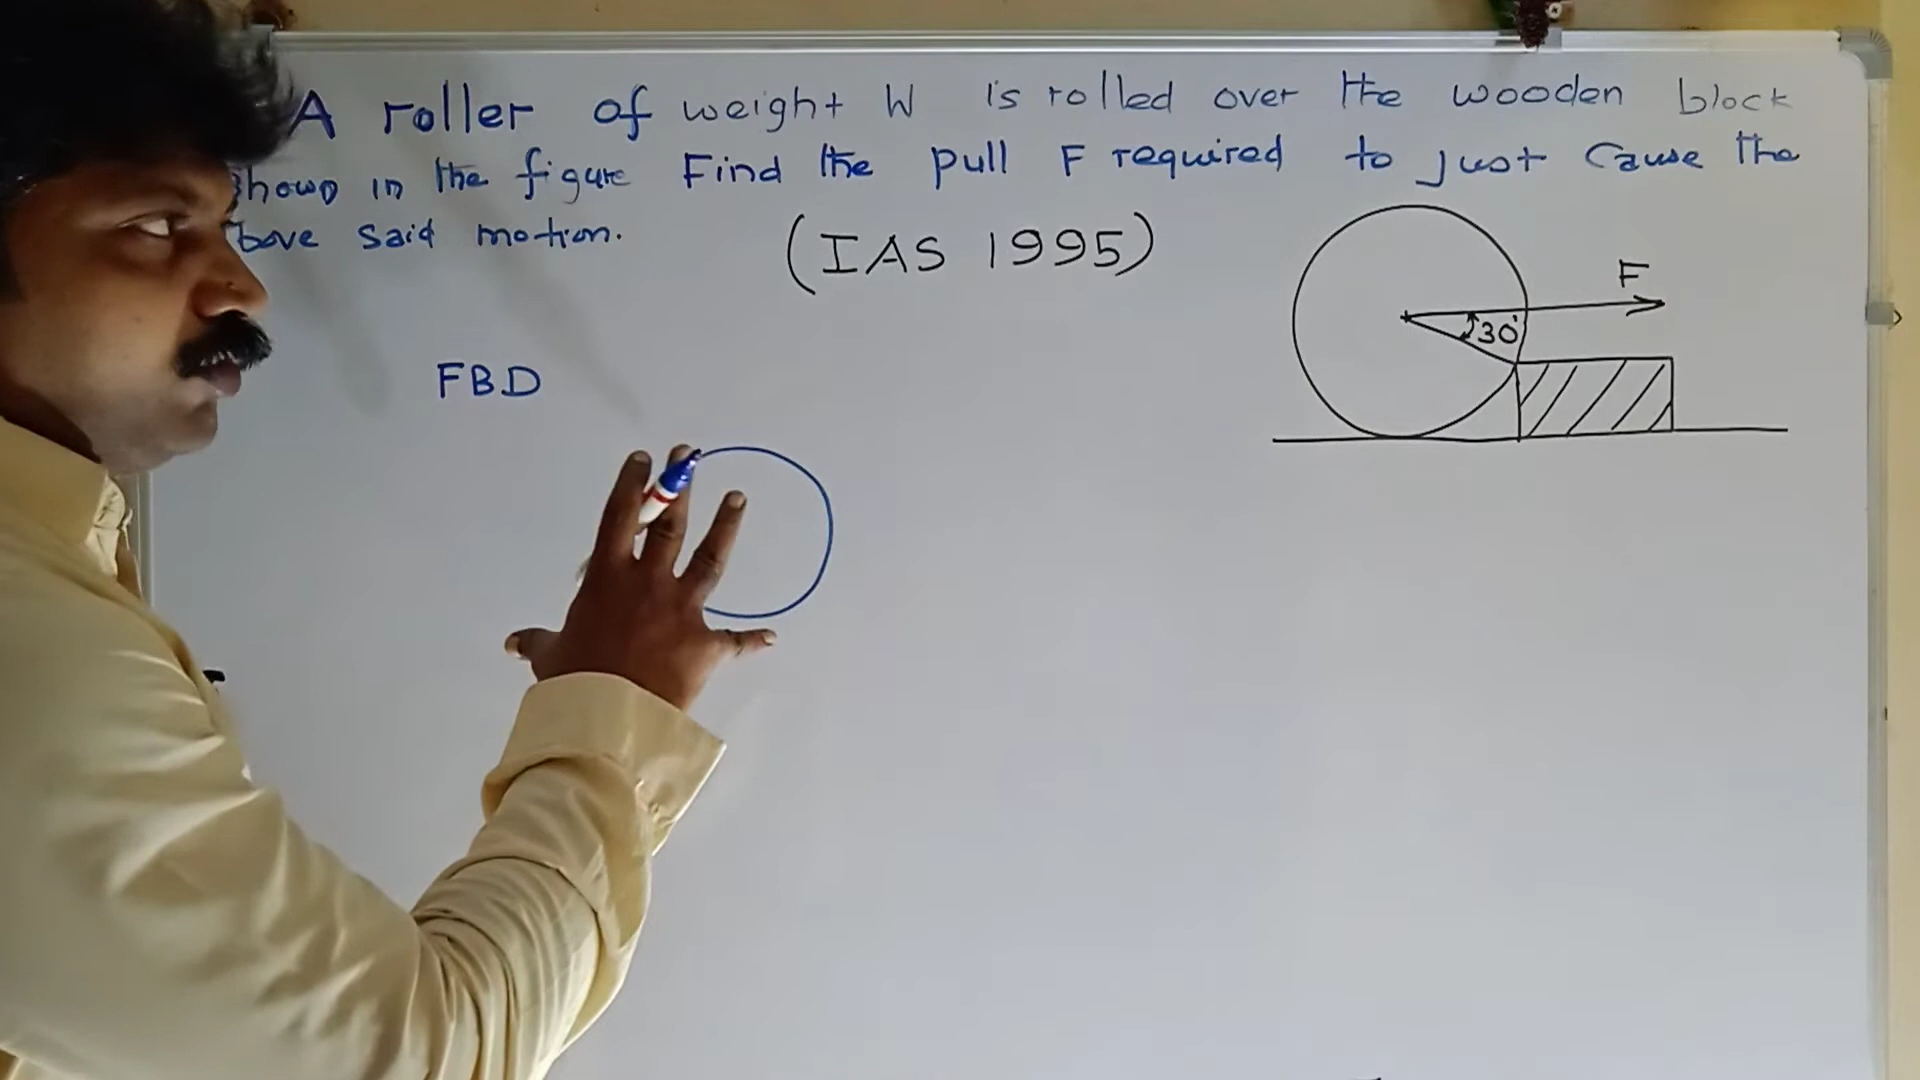 A roller of weight W is rolled over the wooden block
shown in the figure Find the pull F required to just cause the
bove said motion.
(IAS 1995)
F
30°
FBD